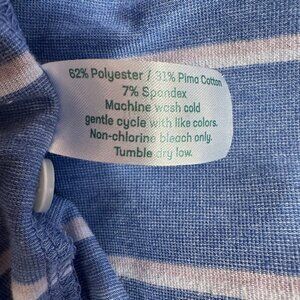 62% Polyester / 31% Pima Cotton
7% Spandex
Machine wash cold
gentle cycle with like colors.
Non-chlorine bleach only.
Tumble dry low.